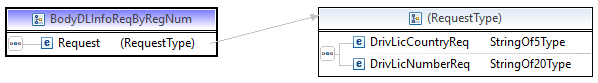 BodyDLInfoReqByRegNum
e Request (RequestType)
(RequestType)
e DrivLicCountryReq StringOf5Type
e DrivLicNumberReq StringOf20Type